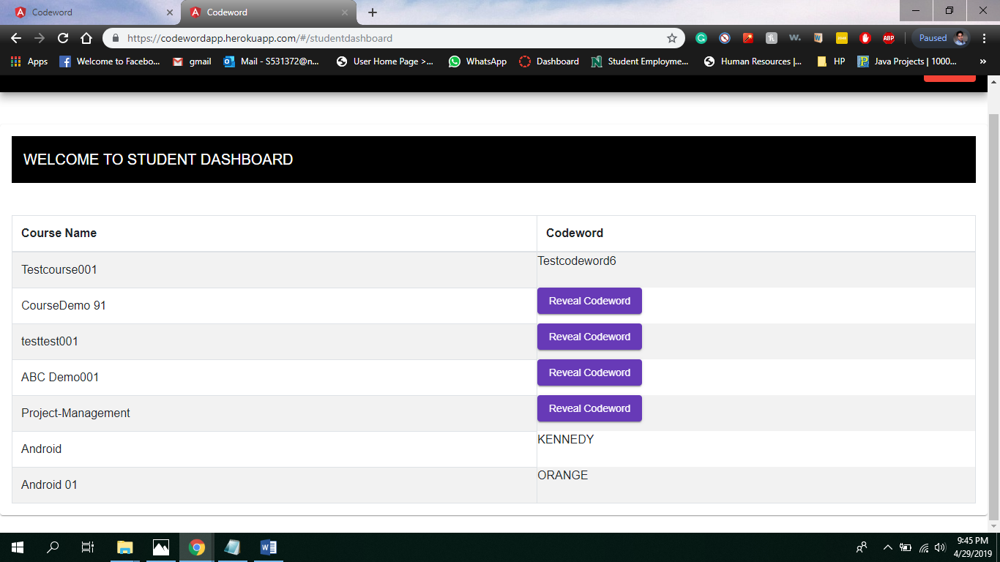 Codeword
Codeword
https://codewordapp.herokuapp.com/#/studentdashboard
Paused
Apps
Welcome to Facebo...
gmail
Mail - S531372@n...
User Home Page >...
WhatsApp
Dashboard
Student Employme...
Human Resources |...
HP
Java Projects | 1000...
WELCOME TO STUDENT DASHBOARD
Course Name Codeword
Testcourse001 Testcodeword6
CourseDemo 91 Reveal Codeword
testtest001 Reveal Codeword
ABC Demo001 Reveal Codeword
Project-Management Reveal Codeword
Android KENNEDY
Android 01 ORANGE
9:45 PM
4/29/2019